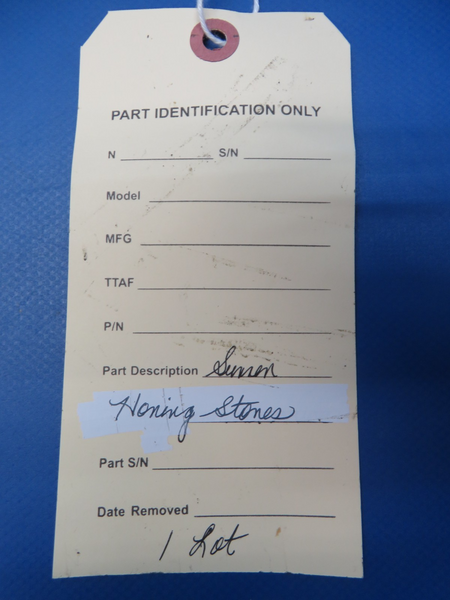 PART IDENTIFICATION ONLY
N S/N
Model
MFG
TTAF
P/N
Part Description Sunnen
Honing Stones
Part S/N
Date Removed
1 Lot